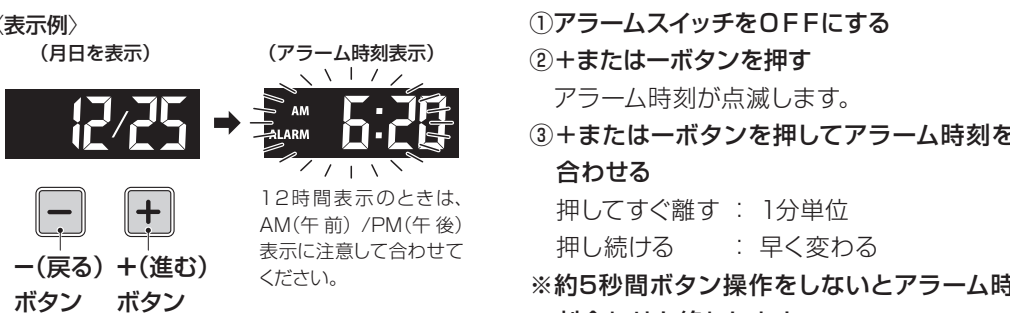 〈表示例〉
（月日を表示）
（アラーム時刻表示）
12/25
AM
ALARM
6:20
12時間表示のときは、
AM(午前) /PM(午後)
表示に注意して合わせて
ください。
− +
−(戻る) +(進む)
ボタン ボタン
①アラームスイッチをOFFにする
②+または−ボタンを押す
アラーム時刻が点滅します。
③+または−ボタンを押してアラーム時刻を
合わせる
押してすぐ離す : 1分単位
押し続ける : 早く変わる
※約5秒間ボタン操作をしないとアラーム時